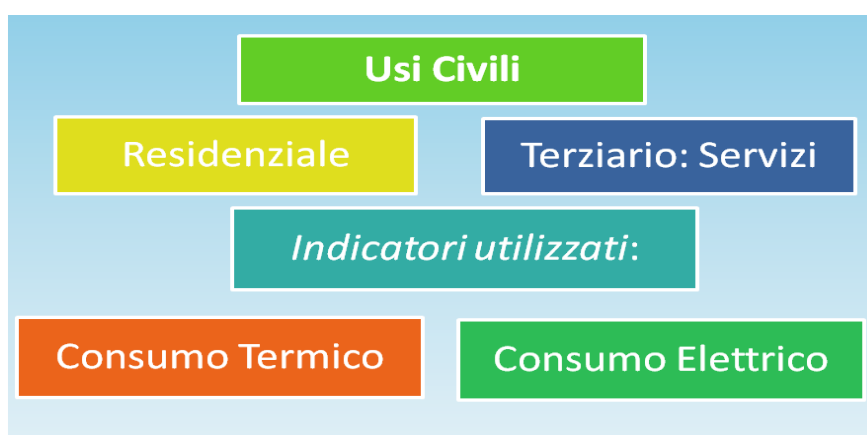 Usi Civili
Residenziale
Terziario: Servizi
Indicatori utilizzati:
Consumo Termico
Consumo Elettrico